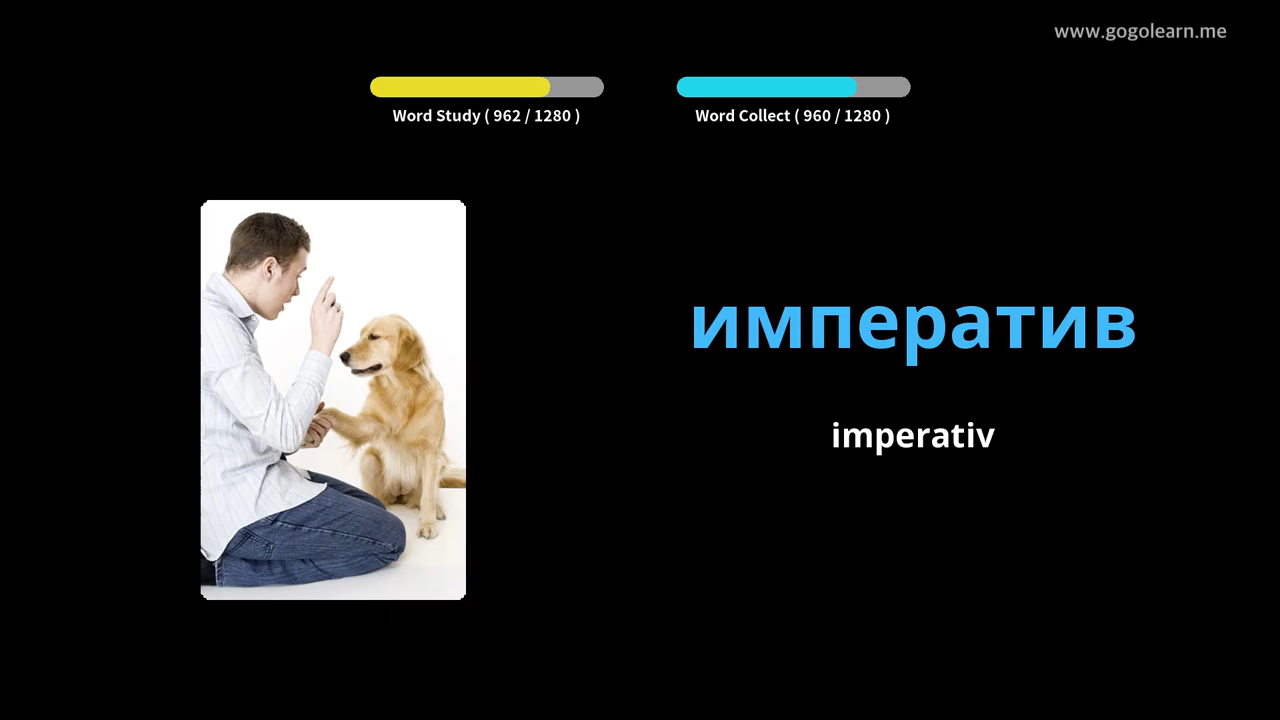 www.gogolearn.me
Word Study ( 962 / 1280 )
Word Collect ( 960 / 1280 )
императив
imperativ